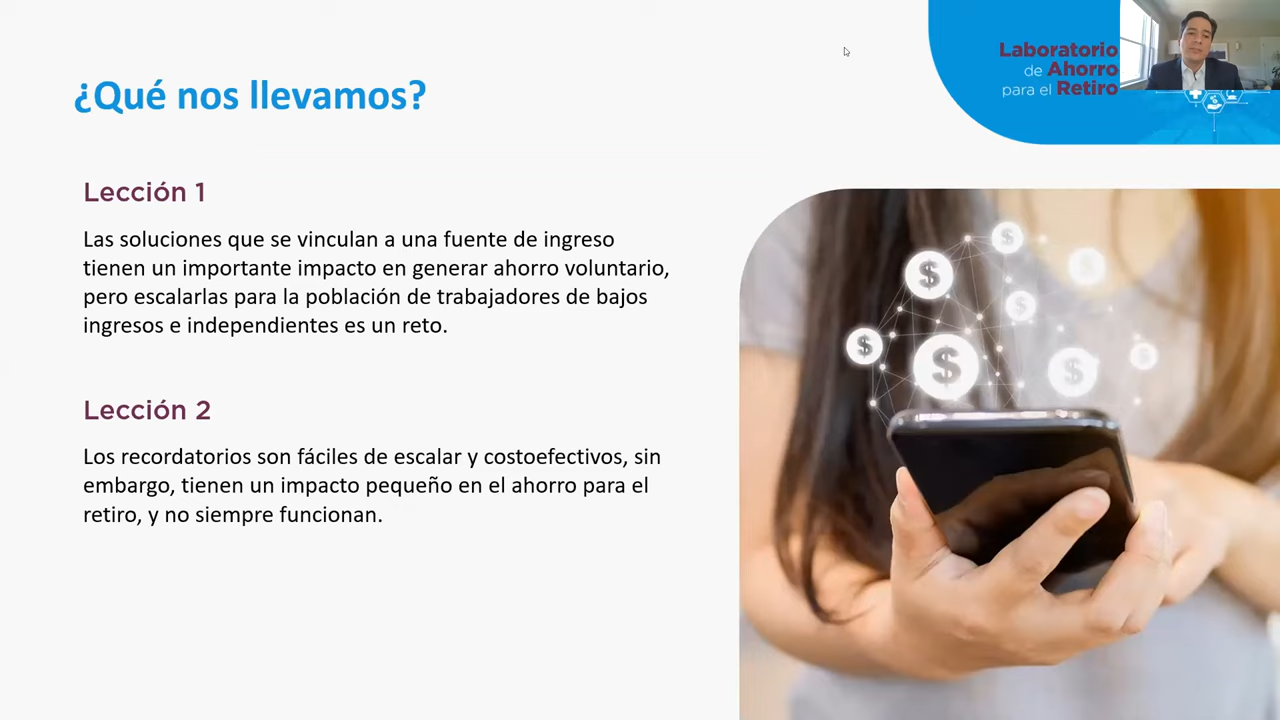 ¿Qué nos llevamos?
Laboratorio
de Ahorro
para el Retiro
Lección 1
Las soluciones que se vinculan a una fuente de ingreso
tienen un importante impacto en generar ahorro voluntario,
pero escalarlas para la población de trabajadores de bajos
ingresos e independientes es un reto.
Lección 2
Los recordatorios son fáciles de escalar y costoefectivos, sin
embargo, tienen un impacto pequeño en el ahorro para el
retiro, y no siempre funcionan.
$
$
$
$
$
$
$
$